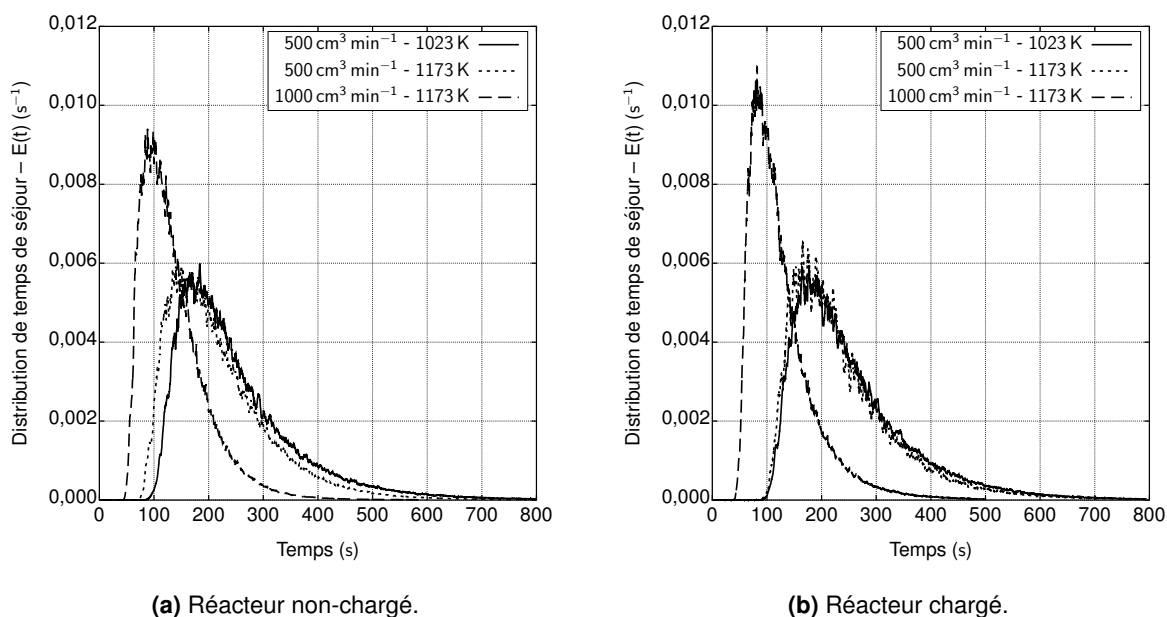 0,012
0,010
0,008
0,006
0,004
0,002
0,000
Distribution de temps de séjour – E(t) (s⁻¹)
500 cm³ min⁻¹ - 1023 K
500 cm³ min⁻¹ - 1173 K
1000 cm³ min⁻¹ - 1173 K
0 100 200 300 400 500 600 700 800
Temps (s)
(a) Réacteur non-chargé.
0,012
0,010
0,008
0,006
0,004
0,002
0,000
Distribution de temps de séjour – E(t) (s⁻¹)
500 cm³ min⁻¹ - 1023 K
500 cm³ min⁻¹ - 1173 K
1000 cm³ min⁻¹ - 1173 K
0 100 200 300 400 500 600 700 800
Temps (s)
(b) Réacteur chargé.